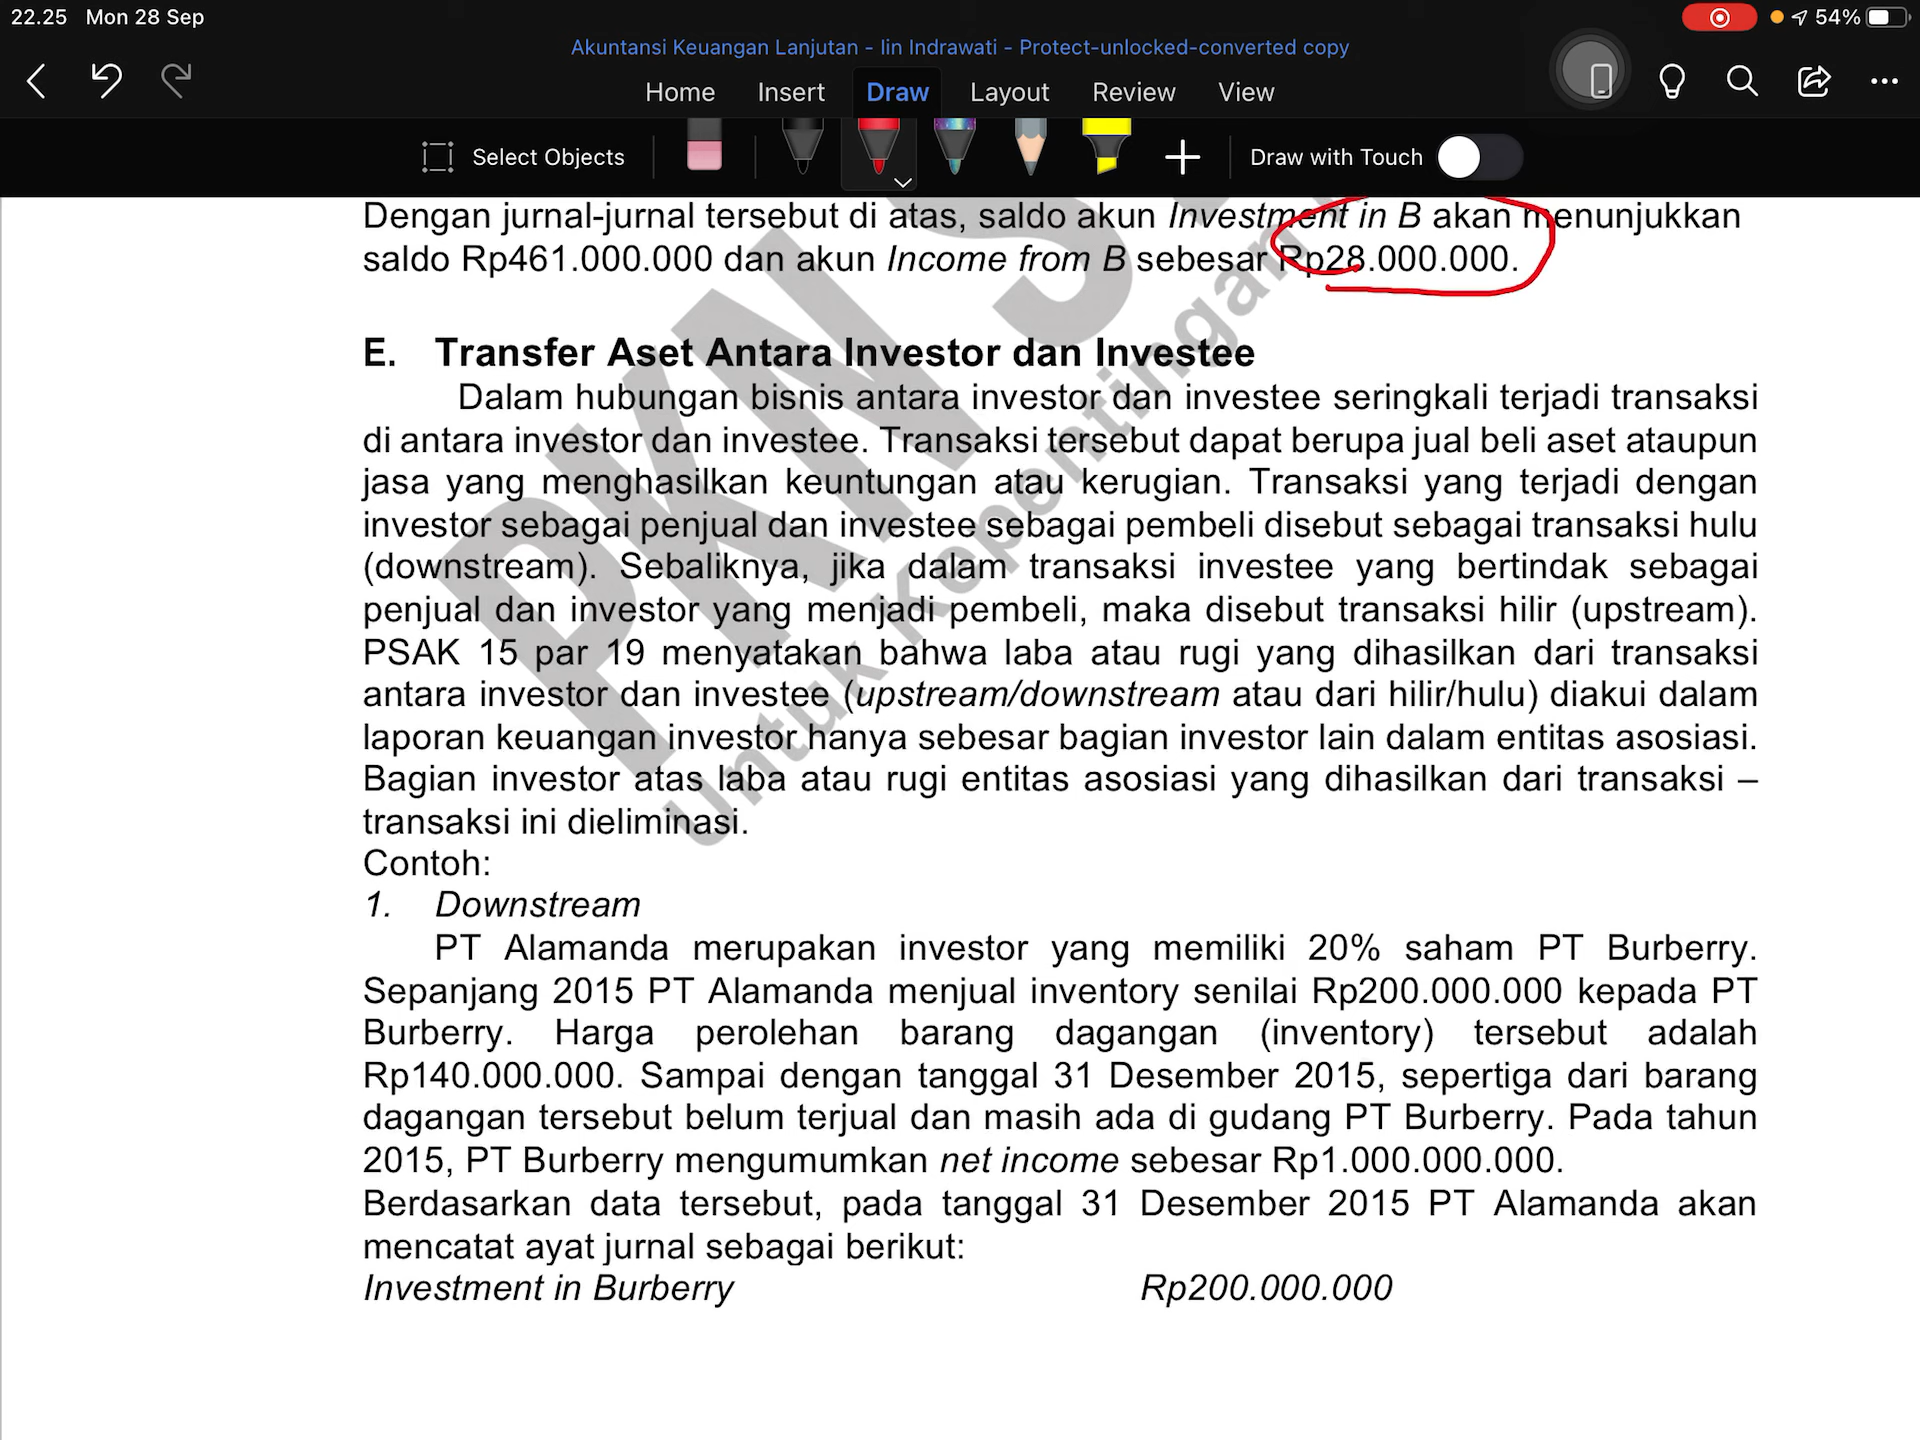 22.25 Mon 28 Sep
54%
Akuntansi Keuangan Lanjutan - Iin Indrawati - Protect-unlocked-converted copy
Home Insert Draw Layout Review View
Select Objects
Draw with Touch
Dengan jurnal-jurnal tersebut di atas, saldo akun Investment in B akan menunjukkan
saldo Rp461.000.000 dan akun Income from B sebesar Rp28.000.000.
E. Transfer Aset Antara Investor dan Investee
Dalam hubungan bisnis antara investor dan investee seringkali terjadi transaksi
di antara investor dan investee. Transaksi tersebut dapat berupa jual beli aset ataupun
jasa yang menghasilkan keuntungan atau kerugian. Transaksi yang terjadi dengan
investor sebagai penjual dan investee sebagai pembeli disebut sebagai transaksi hulu
(downstream). Sebaliknya, jika dalam transaksi investee yang bertindak sebagai
penjual dan investor yang menjadi pembeli, maka disebut transaksi hilir (upstream).
PSAK 15 par 19 menyatakan bahwa laba atau rugi yang dihasilkan dari transaksi
antara investor dan investee (upstream/downstream atau dari hilir/hulu) diakui dalam
laporan keuangan investor hanya sebesar bagian investor lain dalam entitas asosiasi.
Bagian investor atas laba atau rugi entitas asosiasi yang dihasilkan dari transaksi –
transaksi ini dieliminasi.
Contoh:
1. Downstream
PT Alamanda merupakan investor yang memiliki 20% saham PT Burberry.
Sepanjang 2015 PT Alamanda menjual inventory senilai Rp200.000.000 kepada PT
Burberry. Harga perolehan barang dagangan (inventory) tersebut adalah
Rp140.000.000. Sampai dengan tanggal 31 Desember 2015, sepertiga dari barang
dagangan tersebut belum terjual dan masih ada di gudang PT Burberry. Pada tahun
2015, PT Burberry mengumumkan net income sebesar Rp1.000.000.000.
Berdasarkan data tersebut, pada tanggal 31 Desember 2015 PT Alamanda akan
mencatat ayat jurnal sebagai berikut:
Investment in Burberry Rp200.000.000
PKN S
Untuk Kepentingan